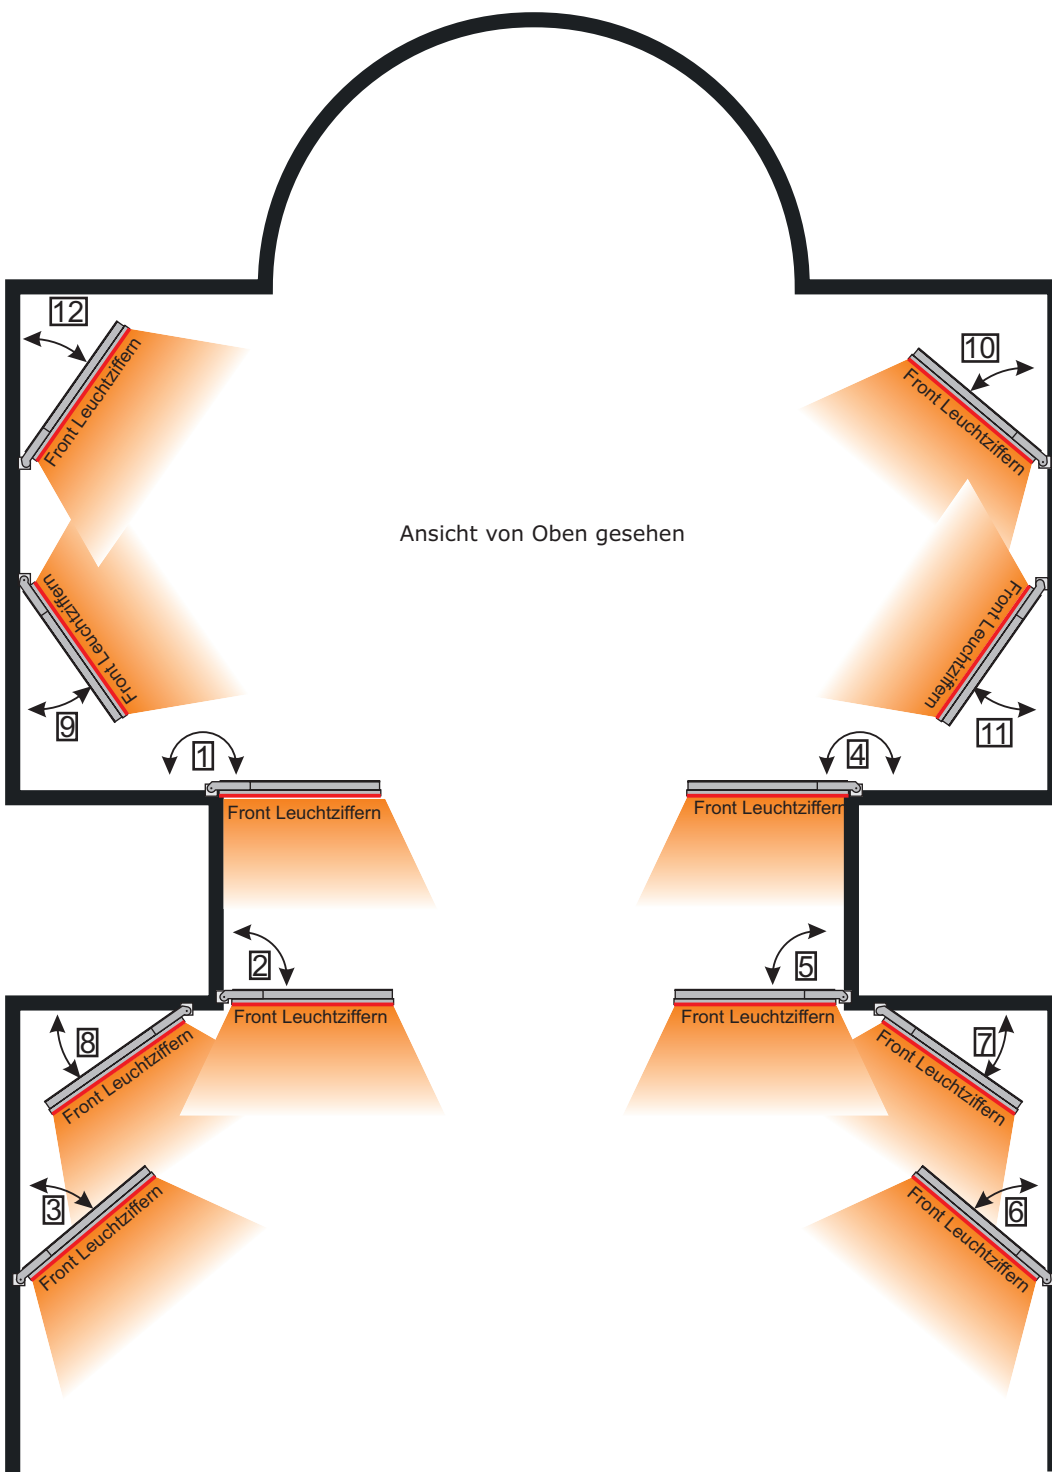 12
Front Leuchtziffern
10
Front Leuchtziffern
Ansicht von Oben gesehen
Front Leuchtziffern
9
Front Leuchtziffern
11
1
Front Leuchtziffern
4
Front Leuchtziffern
2
Front Leuchtziffern
5
Front Leuchtziffern
8
Front Leuchtziffern
7
Front Leuchtziffern
3
Front Leuchtziffern
6
Front Leuchtziffern